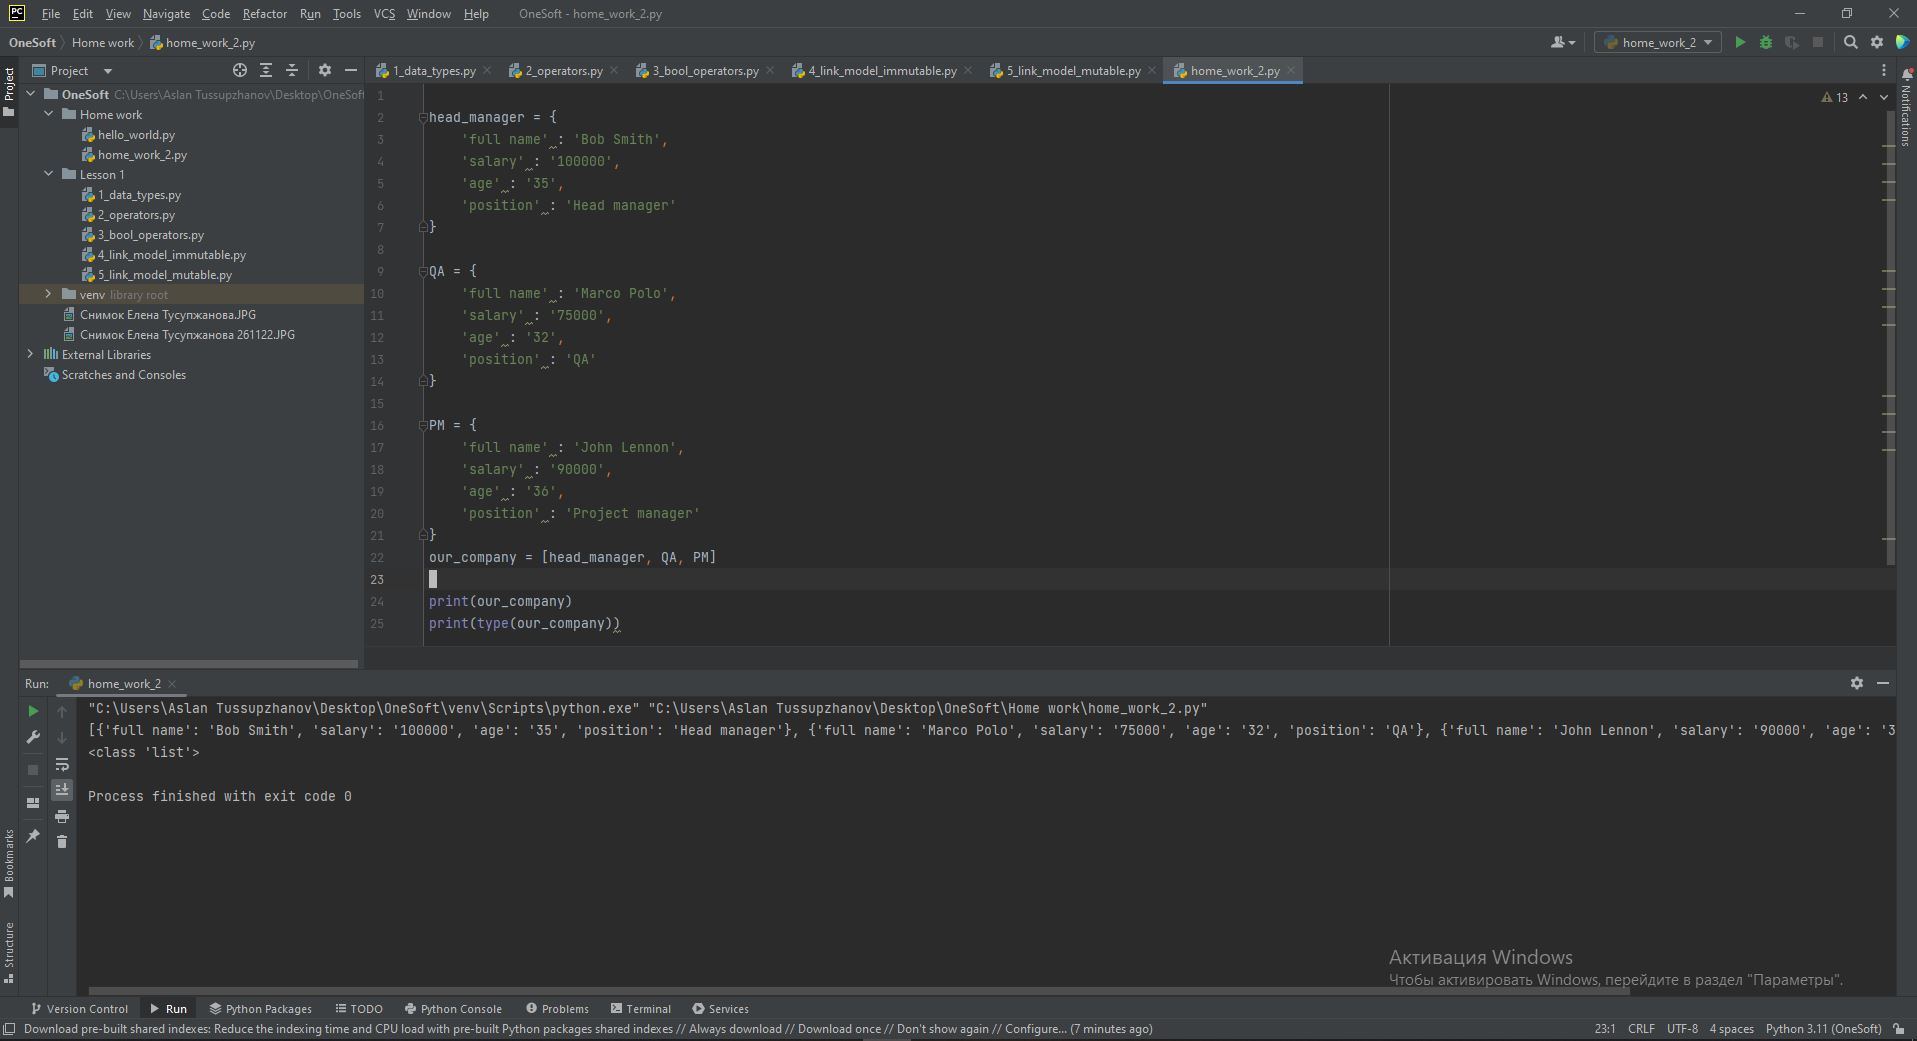 PC File Edit View Navigate Code Refactor Run Tools VCS Window Help OneSoft - home_work_2.py
OneSoft Home work home_work_2.py home_work_2
Project 1_data_types.py 2_operators.py 3_bool_operators.py 4_link_model_immutable.py 5_link_model_mutable.py home_work_2.py
Project
Notifications
OneSoft C:\Users\Aslan Tussupzhanov\Desktop\OneSoft
Home work
hello_world.py
home_work_2.py
Lesson 1
1_data_types.py
2_operators.py
3_bool_operators.py
4_link_model_immutable.py
5_link_model_mutable.py
venv library root
Снимок Елена Тусупжанова.JPG
Снимок Елена Тусупжанова 261122.JPG
External Libraries
Scratches and Consoles
13
1
2 head_manager = {
3 'full name' : 'Bob Smith',
4 'salary' : '100000',
5 'age' : '35',
6 'position' : 'Head manager'
7 }
8
9 QA = {
10 'full name' : 'Marco Polo',
11 'salary' : '75000',
12 'age' : '32',
13 'position' : 'QA'
14 }
15
16 PM = {
17 'full name' : 'John Lennon',
18 'salary' : '90000',
19 'age' : '36',
20 'position' : 'Project manager'
21 }
22 our_company = [head_manager, QA, PM]
23
24 print(our_company)
25 print(type(our_company))
Run: home_work_2
"C:\Users\Aslan Tussupzhanov\Desktop\OneSoft\venv\Scripts\python.exe" "C:\Users\Aslan Tussupzhanov\Desktop\OneSoft\Home work\home_work_2.py"
[{'full name': 'Bob Smith', 'salary': '100000', 'age': '35', 'position': 'Head manager'}, {'full name': 'Marco Polo', 'salary': '75000', 'age': '32', 'position': 'QA'}, {'full name': 'John Lennon', 'salary': '90000', 'age': '3
<class 'list'>
Process finished with exit code 0
Bookmarks
Structure
Активация Windows
Чтобы активировать Windows, перейдите в раздел "Параметры".
Version Control Run Python Packages TODO Python Console Problems Terminal Services
Download pre-built shared indexes: Reduce the indexing time and CPU load with pre-built Python packages shared indexes // Always download // Download once // Don't show again // Configure... (7 minutes ago) 23:1 CRLF UTF-8 4 spaces Python 3.11 (OneSoft)